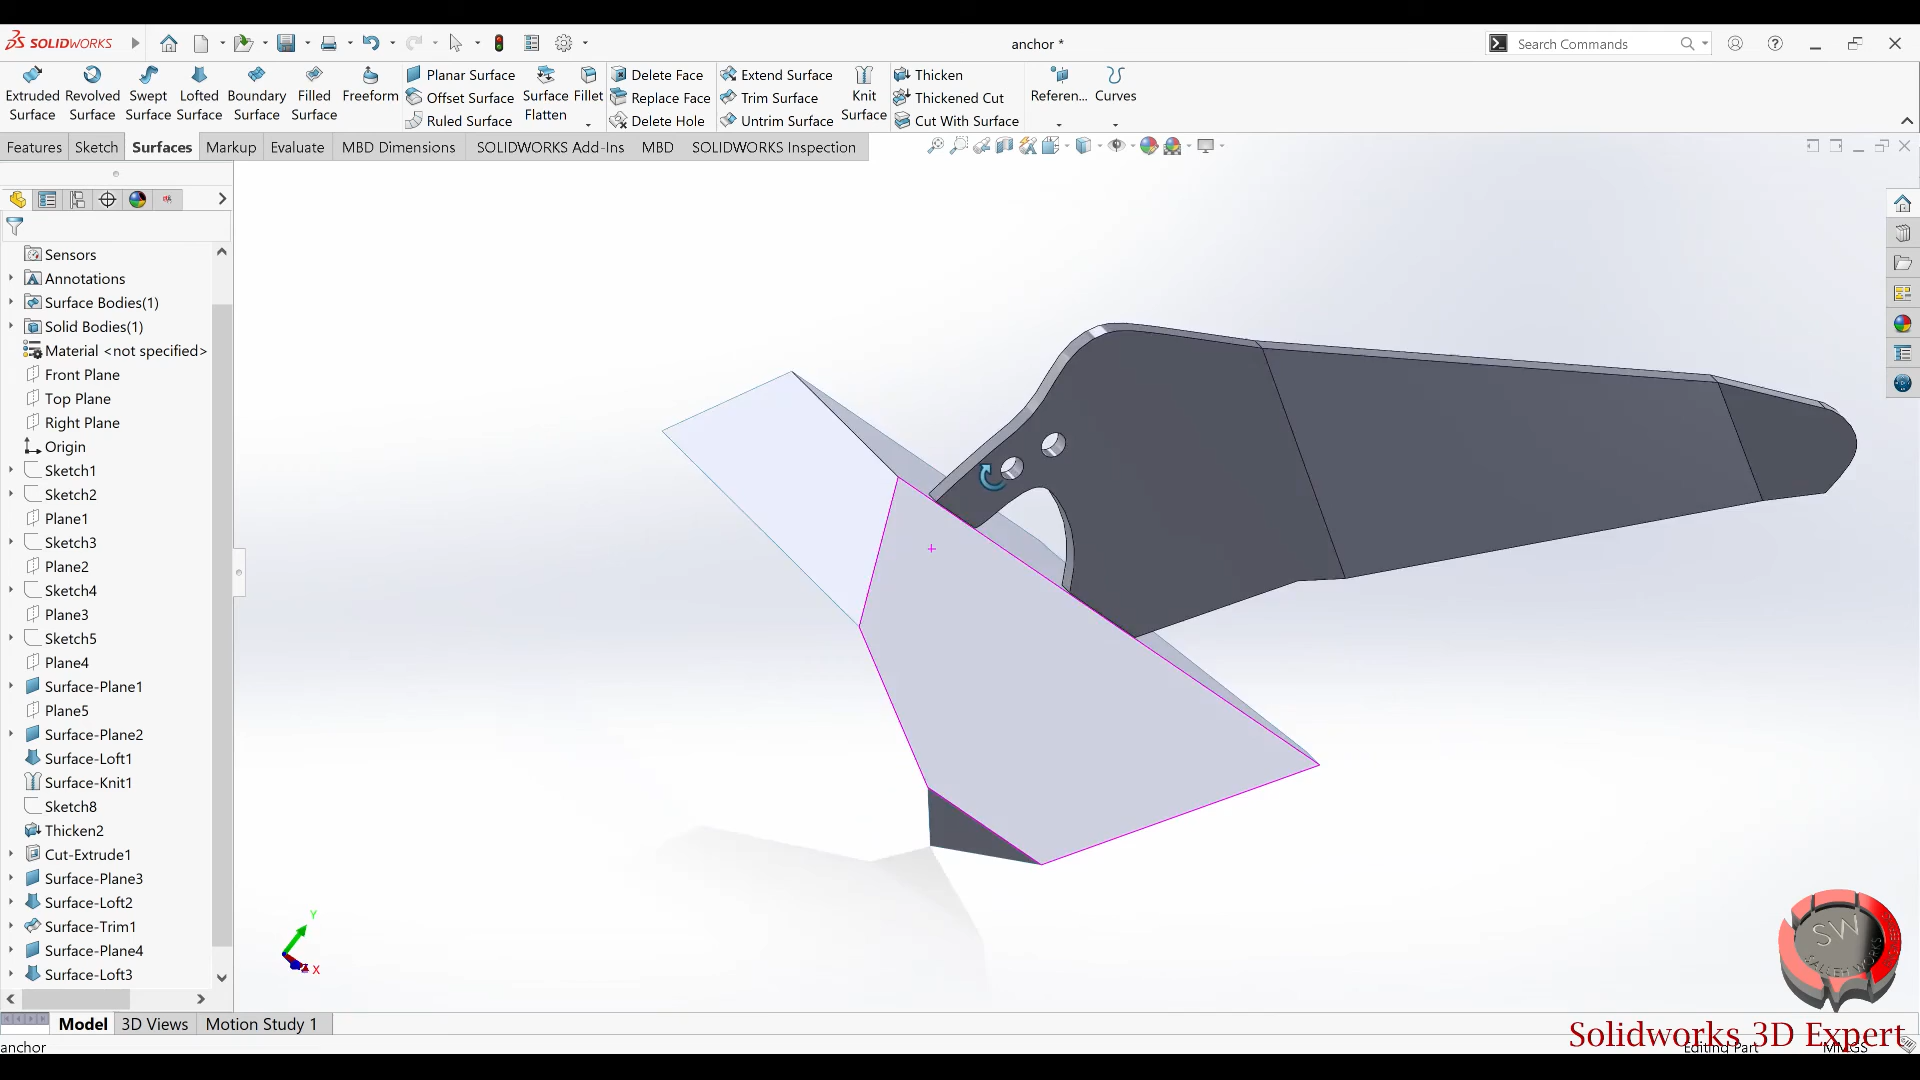 SOLIDWORKS
anchor *
Search Commands
Extruded Surface
Revolved Surface
Swept Surface
Lofted Surface
Boundary Surface
Filled Surface
Freeform
Planar Surface
Offset Surface
Ruled Surface
Surface Flatten
Fillet
Delete Face
Replace Face
Delete Hole
Extend Surface
Trim Surface
Untrim Surface
Knit Surface
Thicken
Thickened Cut
Cut With Surface
Referen...
Curves
Features
Sketch
Surfaces
Markup
Evaluate
MBD Dimensions
SOLIDWORKS Add-Ins
MBD
SOLIDWORKS Inspection
Sensors
Annotations
Surface Bodies(1)
Solid Bodies(1)
Material <not specified>
Front Plane
Top Plane
Right Plane
Origin
Sketch1
Sketch2
Plane1
Sketch3
Plane2
Sketch4
Plane3
Sketch5
Plane4
Surface-Plane1
Plane5
Surface-Plane2
Surface-Loft1
Surface-Knit1
Sketch8
Thicken2
Cut-Extrude1
Surface-Plane3
Surface-Loft2
Surface-Trim1
Surface-Plane4
Surface-Loft3
Y
X
SW
Model
3D Views
Motion Study 1
Solidworks 3D Expert
anchor
Editing Part
MMGS